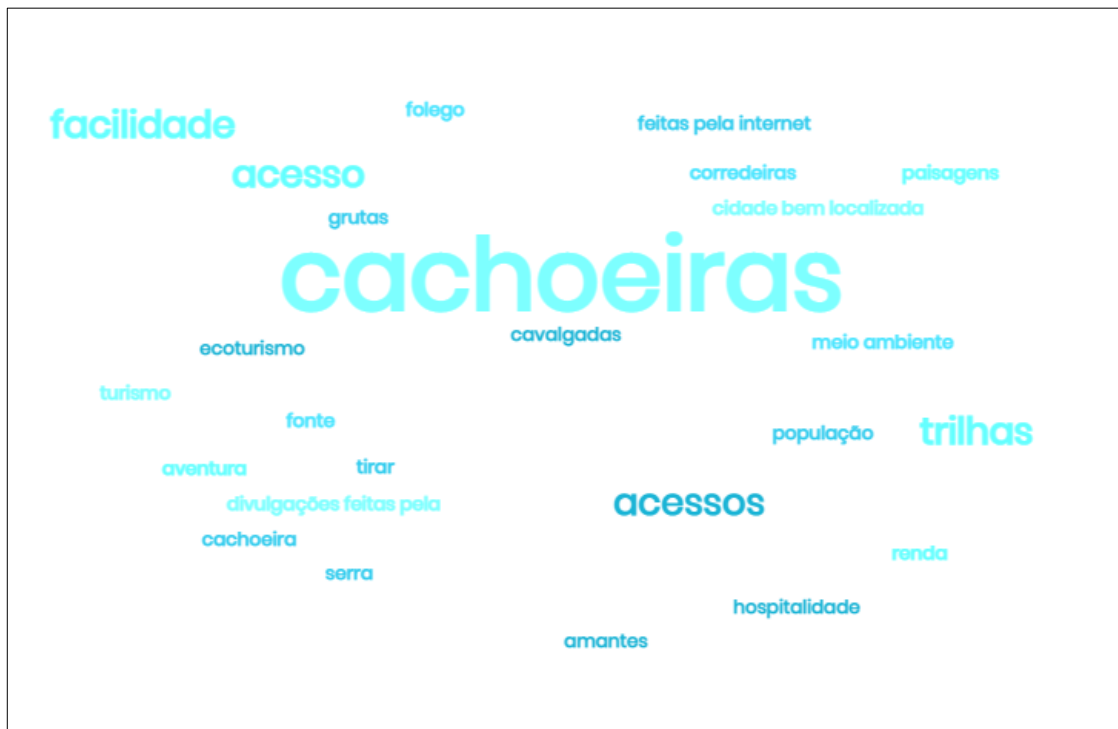 folego
facilidade
feitas pela internet
acesso
corredeiras
paisagens
cidade bem localizada
grutas
cachoeiras
cavalgadas
meio ambiente
ecoturismo
turismo
fonte
trilhas
população
aventura
tirar
acessos
divulgações feitas pela
cachoeira
renda
serra
hospitalidade
amantes